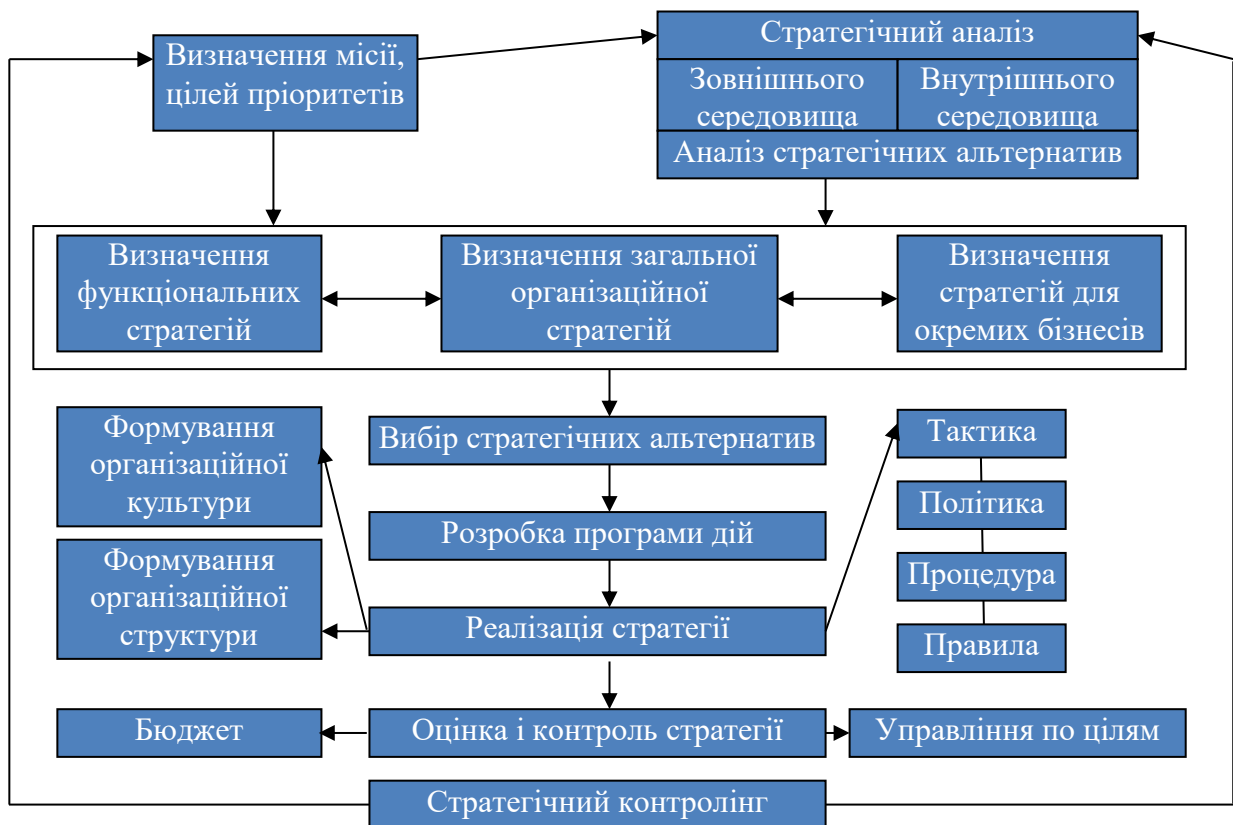 Визначення місії,
цілей пріоритетів
Стратегічний аналіз
Зовнішнього
середовища
Внутрішнього
середовища
Аналіз стратегічних альтернатив
Визначення
функціональних
стратегій
Визначення загальної
організаційної
стратегій
Визначення
стратегій для
окремих бізнесів
Формування
організаційної
культури
Вибір стратегічних альтернатив
Тактика
Розробка програми дій
Політика
Формування
організаційної
структури
Реалізація стратегії
Процедура
Правила
Бюджет
Оцінка і контроль стратегії
Управління по цілям
Стратегічний контролінг